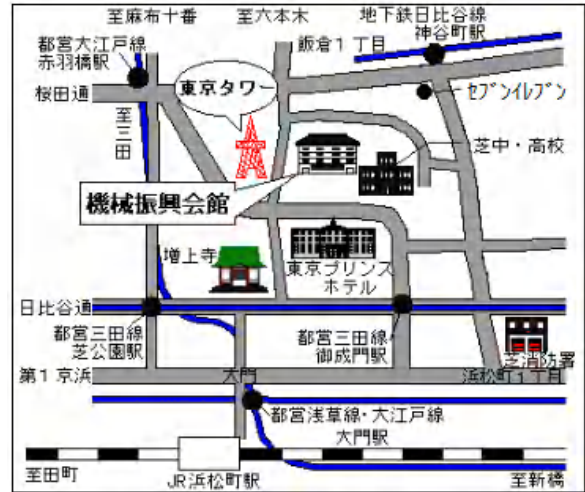 至麻布十番
至六本木
地下鉄日比谷線
神谷町駅
都営大江戸線
赤羽橋駅
飯倉1丁目
東京タワー
桜田通
セブンイレブン
至三田
芝中・高校
機械振興会館
増上寺
東京プリンス
ホテル
日比谷通
都営三田線
芝公園駅
都営三田線
御成門駅
芝消防署
第1京浜
大門
浜松町1丁目
都営浅草線・大江戸線
大門駅
至田町
JR浜松町駅
至新橋